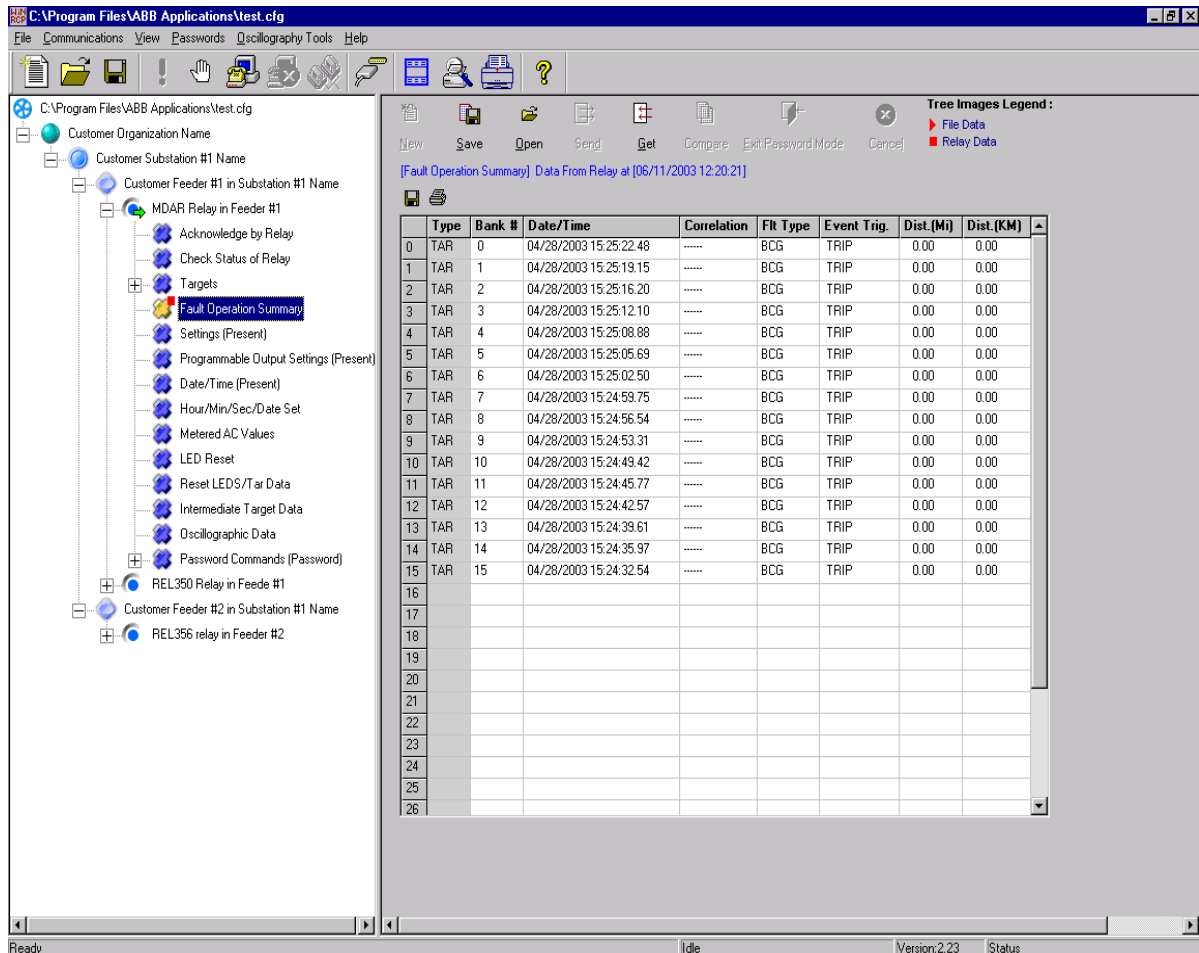 WiN RCP C:\Program Files\ABB Applications\test.cfg
File Communications View Passwords Oscillography Tools Help
C:\Program Files\ABB Applications\test.cfg
Customer Organization Name
Customer Substation #1 Name
Customer Feeder #1 in Substation #1 Name
MDAR Relay in Feeder #1
Acknowledge by Relay
Check Status of Relay
Targets
Fault Operation Summary
Settings (Present)
Programmable Output Settings (Present)
Date/Time (Present)
Hour/Min/Sec/Date Set
Metered AC Values
LED Reset
Reset LEDS/Tar Data
Intermediate Target Data
Oscillographic Data
Password Commands (Password)
REL350 Relay in Feede #1
Customer Feeder #2 in Substation #1 Name
REL356 relay in Feeder #2
New Save Open Send Get Compare Exit Password Mode Cancel
Tree Images Legend :
File Data
Relay Data
[Fault Operation Summary] Data From Relay at [06/11/2003 12:20:21]
Type Bank # Date/Time Correlation Flt Type Event Trig. Dist.(Mi) Dist.(KM)
0 TAR 0 04/28/2003 15:25:22.48 ------ BCG TRIP 0.00 0.00
1 TAR 1 04/28/2003 15:25:19.15 ------ BCG TRIP 0.00 0.00
2 TAR 2 04/28/2003 15:25:16.20 ------ BCG TRIP 0.00 0.00
3 TAR 3 04/28/2003 15:25:12.10 ------ BCG TRIP 0.00 0.00
4 TAR 4 04/28/2003 15:25:08.88 ------ BCG TRIP 0.00 0.00
5 TAR 5 04/28/2003 15:25:05.69 ------ BCG TRIP 0.00 0.00
6 TAR 6 04/28/2003 15:25:02.50 ------ BCG TRIP 0.00 0.00
7 TAR 7 04/28/2003 15:24:59.75 ------ BCG TRIP 0.00 0.00
8 TAR 8 04/28/2003 15:24:56.54 ------ BCG TRIP 0.00 0.00
9 TAR 9 04/28/2003 15:24:53.31 ------ BCG TRIP 0.00 0.00
10 TAR 10 04/28/2003 15:24:49.42 ------ BCG TRIP 0.00 0.00
11 TAR 11 04/28/2003 15:24:45.77 ------ BCG TRIP 0.00 0.00
12 TAR 12 04/28/2003 15:24:42.57 ------ BCG TRIP 0.00 0.00
13 TAR 13 04/28/2003 15:24:39.61 ------ BCG TRIP 0.00 0.00
14 TAR 14 04/28/2003 15:24:35.97 ------ BCG TRIP 0.00 0.00
15 TAR 15 04/28/2003 15:24:32.54 ------ BCG TRIP 0.00 0.00
16
17
18
19
20
21
22
23
24
25
26
Ready Idle Version:2.23 Status